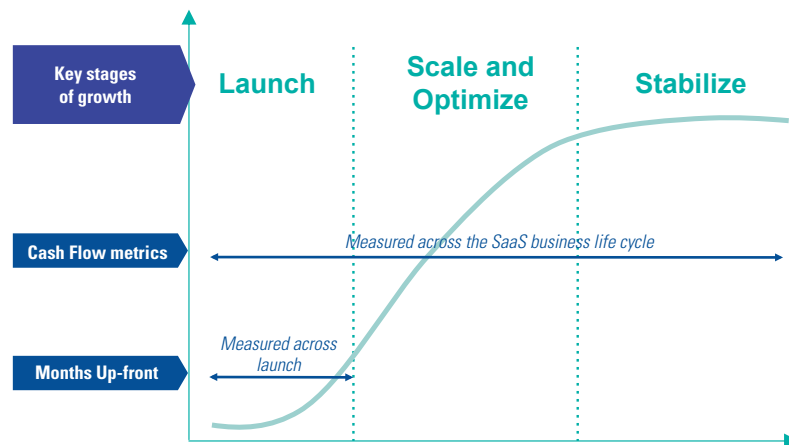 Key stages
of growth
Launch
Scale and
Optimize
Stabilize
Cash Flow metrics
Measured across the SaaS business life cycle
Months Up-front
Measured across
launch